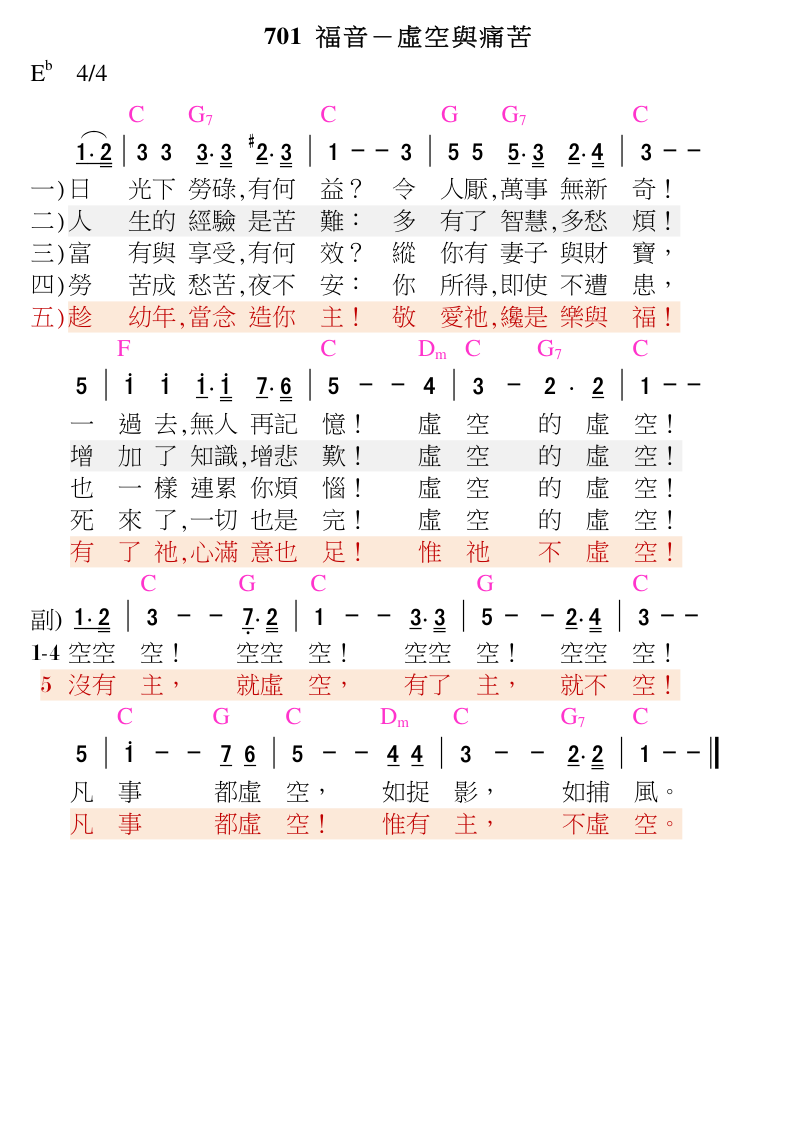 701 福音－虛空與痛苦
E♭ 4/4
C G7 C G G7 C
1·2 | 3 3 3·3 #2·3 | 1 － － 3 | 5 5 5·3 2·4 | 3 － －
一)日 光下 勞碌,有何 益？ 令 人厭,萬事 無新 奇！
二)人 生的 經驗 是苦 難： 多 有了 智慧,多愁 煩！
三)富 有與 享受,有何 效？ 縱 你有 妻子 與財 寶，
四)勞 苦成 愁苦,夜不 安： 你 所得,即使 不遭 患，
五)趁 幼年,當念 造你 主！ 敬 愛祂,纔是 樂與 福！
F C Dm C G7 C
5 | i i i·i 7·6 | 5 － － 4 | 3 － 2 · 2 | 1 － －
一 過 去,無人 再記 憶！ 虛 空 的 虛 空！
增 加 了 知識,增悲 歎！ 虛 空 的 虛 空！
也 一 樣 連累 你煩 惱！ 虛 空 的 虛 空！
死 來 了,一切 也是 完！ 虛 空 的 虛 空！
有 了 祂,心滿 意也 足！ 惟 祂 不 虛 空！
C G C G C
副) 1·2 | 3 － － 7·2 | 1 － － 3·3 | 5 － － 2·4 | 3 － －
1-4 空空 空！ 空空 空！ 空空 空！ 空空 空！
5 沒有 主， 就虛 空， 有了 主， 就不 空！
C G C Dm C G7 C
5 | i － － 7 6 | 5 － － 4 4 | 3 － － 2·2 | 1 － － ‖
凡 事 都虛 空， 如捉 影， 如捕 風。
凡 事 都虛 空！ 惟有 主， 不虛 空。